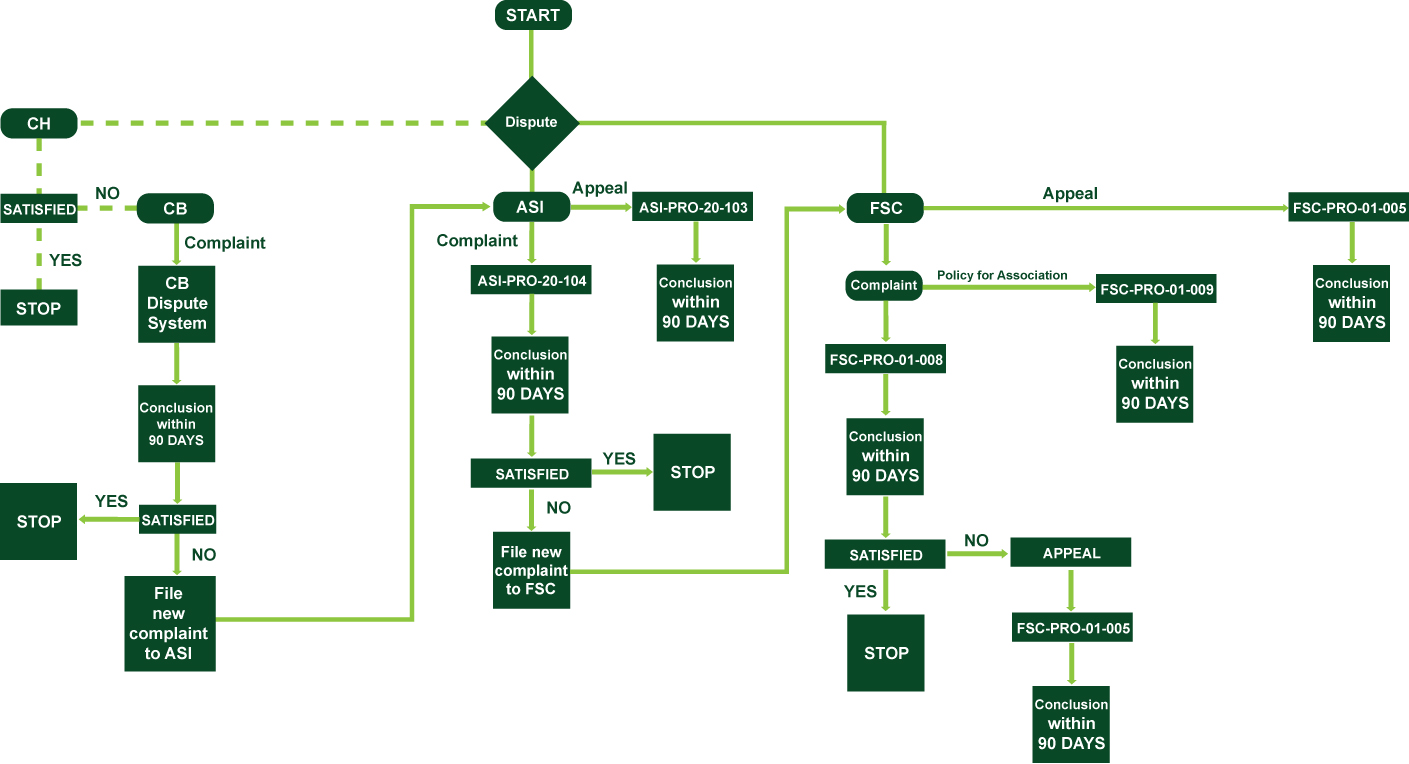 START
Dispute
CH
NO
SATISFIED
YES
STOP
CB
Complaint
CB
Dispute
System
Conclusion
within
90 DAYS
YES
STOP
SATISFIED
NO
File
new
complaint
to ASI
ASI
Appeal
ASI-PRO-20-103
Conclusion
within
90 DAYS
Complaint
ASI-PRO-20-104
Conclusion
within
90 DAYS
SATISFIED
YES
STOP
NO
File new
complaint
to FSC
FSC
Appeal
FSC-PRO-01-005
Conclusion
within
90 DAYS
Complaint
Policy for Association
FSC-PRO-01-009
Conclusion
within
90 DAYS
FSC-PRO-01-008
Conclusion
within
90 DAYS
SATISFIED
NO
APPEAL
YES
STOP
FSC-PRO-01-005
Conclusion
within
90 DAYS